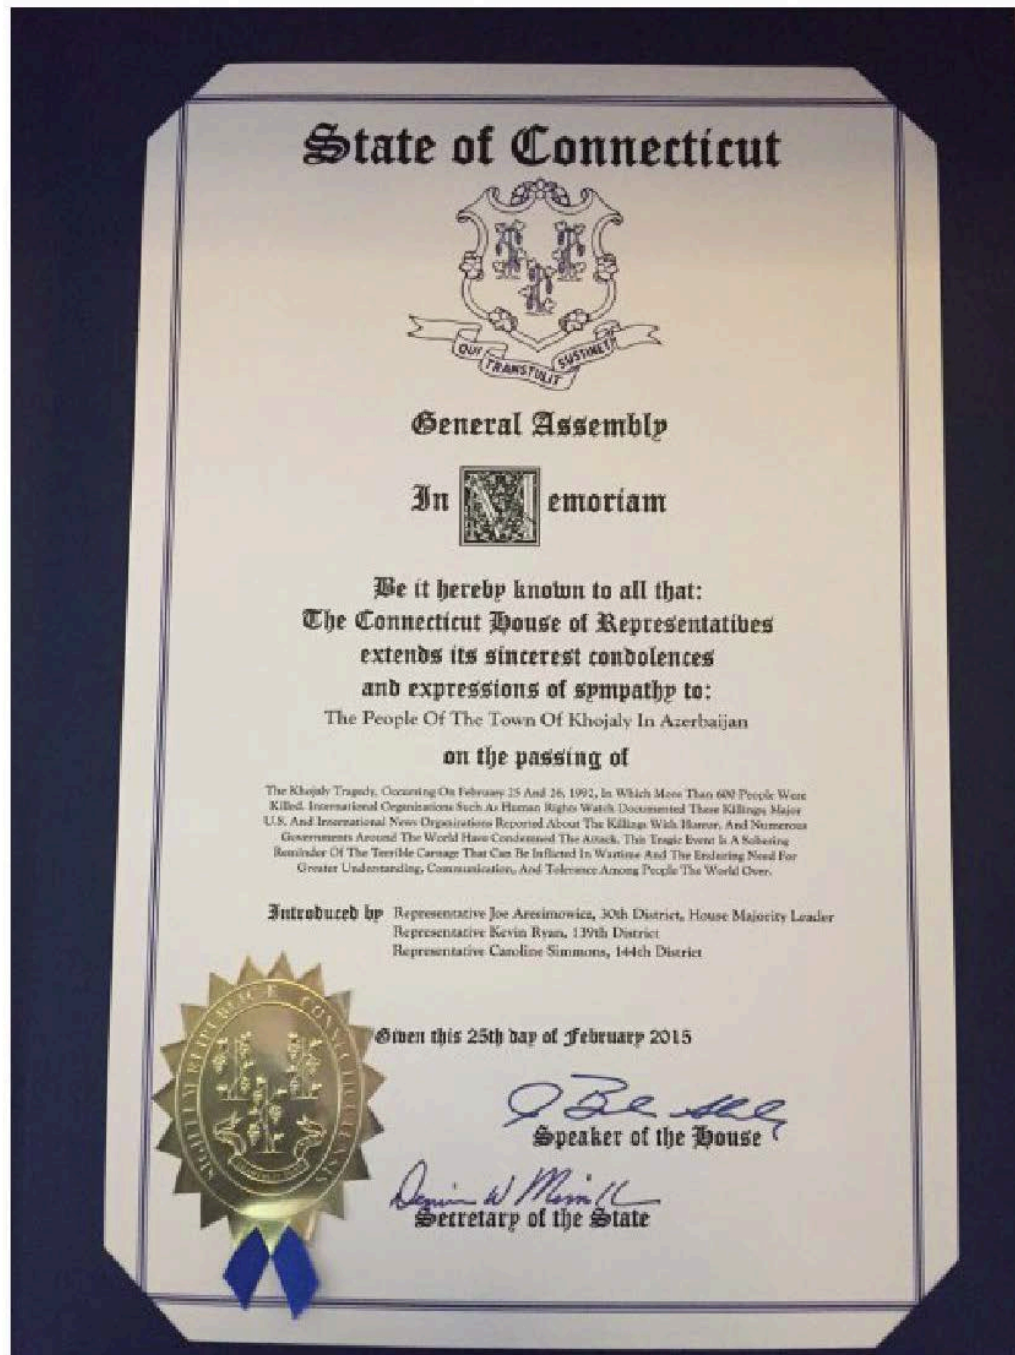 State of Connecticut
QUI TRANSTULIT SUSTINET
General Assembly
In Memoriam
Be it hereby known to all that:
The Connecticut House of Representatives
extends its sincerest condolences
and expressions of sympathy to:
The People Of The Town Of Khojaly In Azerbaijan
on the passing of
The Khojaly Tragedy, Occurring On February 25 And 26, 1992, In Which More Than 600 People Were
Killed. International Organizations Such As Human Rights Watch Documented These Killings; Major
U.S. And International News Organizations Reported About The Killings With Horror, And Numerous
Governments Around The World Have Condemned The Attack. This Tragic Event Is A Sobering
Reminder Of The Terrible Carnage That Can Be Inflicted In Wartime And The Enduring Need For
Greater Understanding, Communication, And Tolerance Among People The World Over.
Introduced by Representative Joe Aresimowicz, 30th District, House Majority Leader
Representative Kevin Ryan, 139th District
Representative Caroline Simmons, 144th District
Given this 25th day of February 2015
Speaker of the House
Secretary of the State
SIGILLUM REIPUBLICÆ CONNECTICUTENSIS